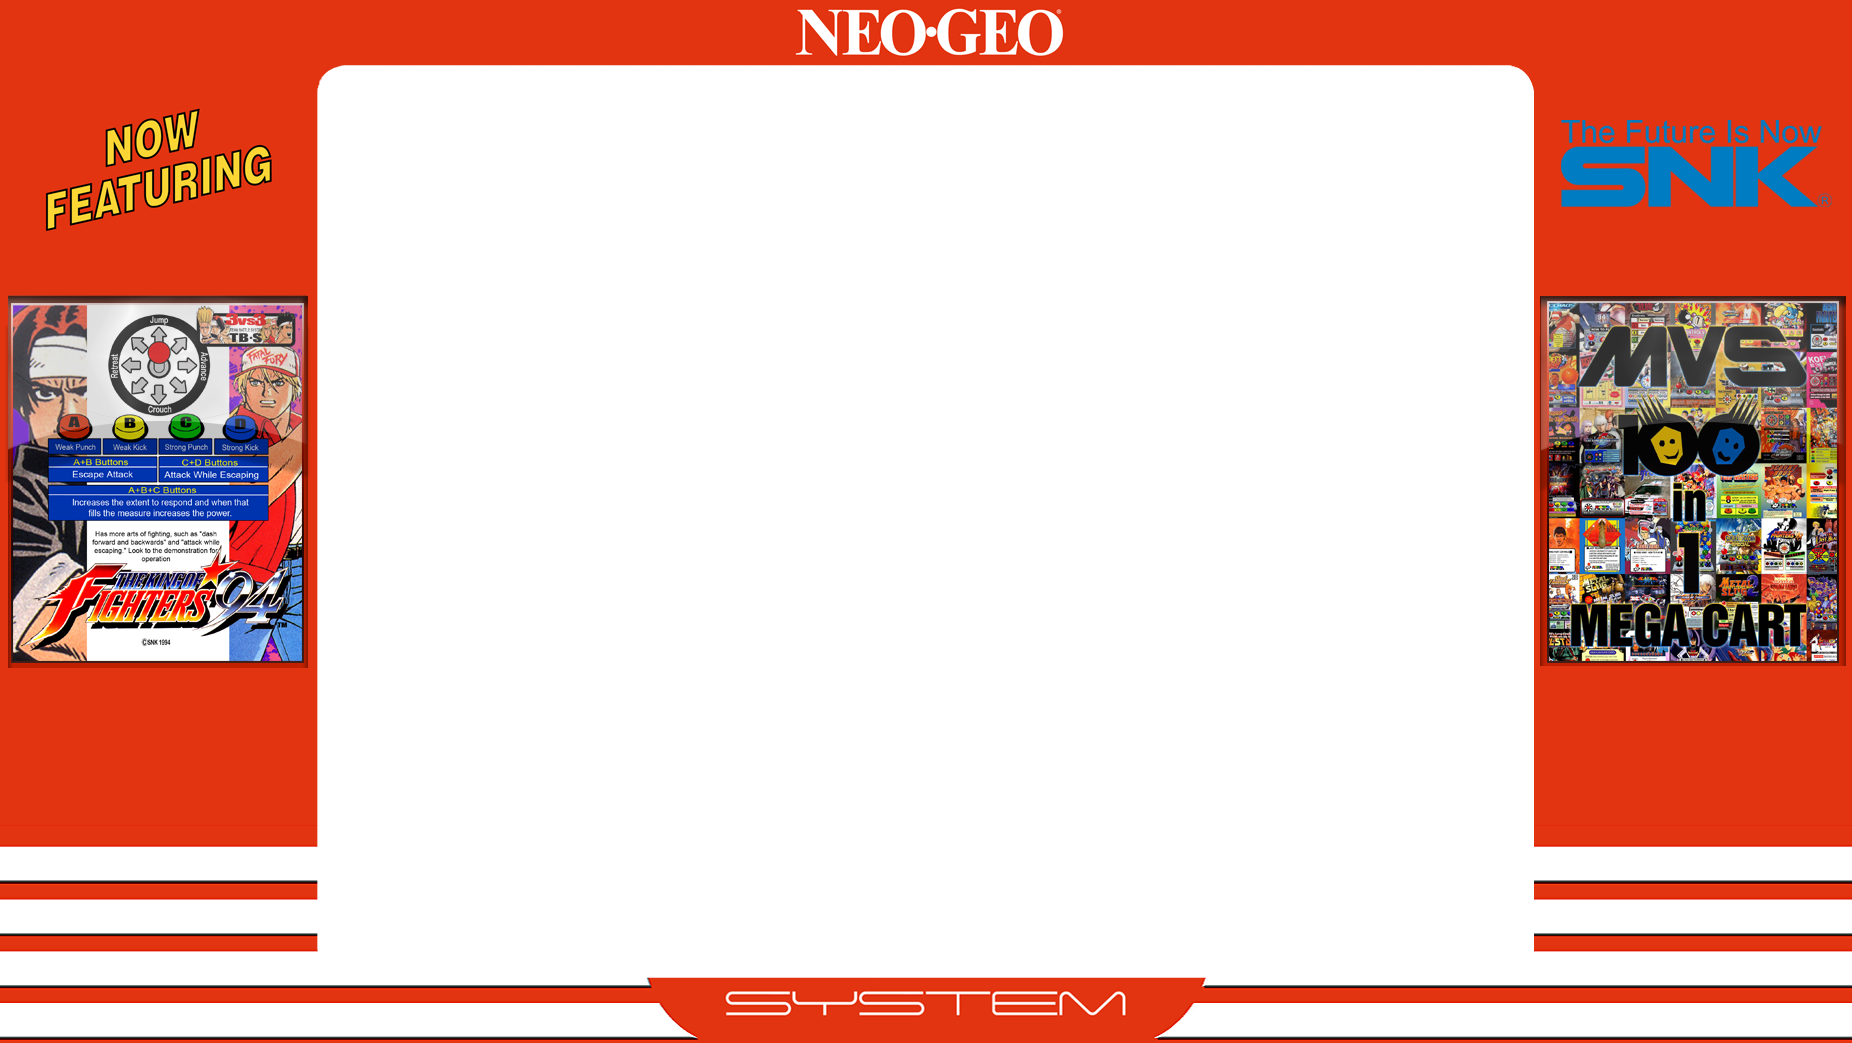 NEO•GEO
NOW
FEATURING
The Future Is Now
SNK®
Jump
Retreat
Advance
Crouch
3vs3
TB·S
FATAL FURY
A
B
C
D
Weak Punch
Weak Kick
Strong Punch
Strong Kick
A+B Buttons
C+D Buttons
Escape Attack
Attack While Escaping
A+B+C Buttons
Increases the extent to respond and when that
fills the measure increases the power.
Has more arts of fighting, such as "dash
forward and backwards" and "attack while
escaping." Look to the demonstration for
operation
THE KING OF
FIGHTERS '94™
©SNK 1994
MVS
100
in
1
MEGA CART
SYSTEM